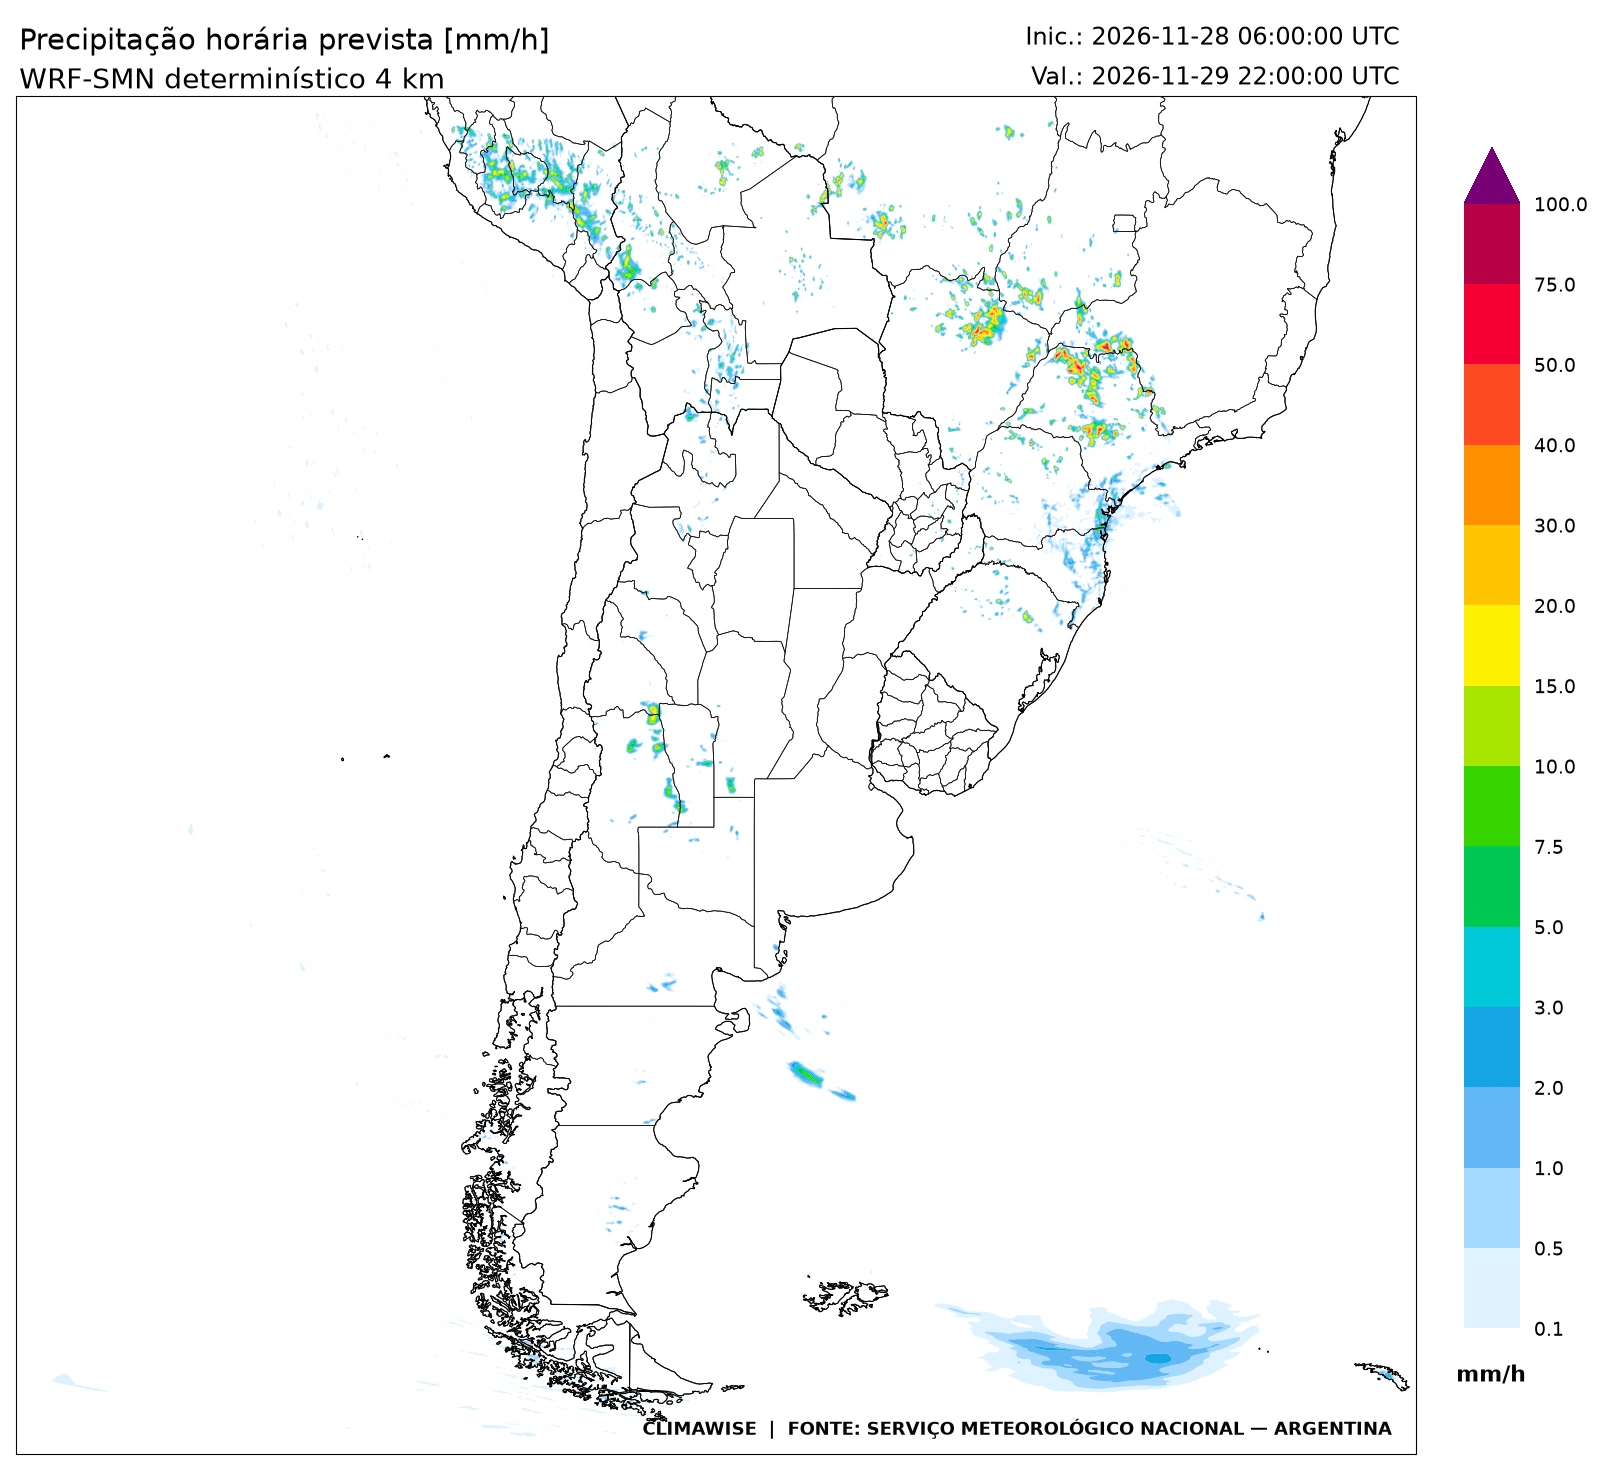 Precipitação horária prevista [mm/h]
WRF-SMN determinístico 4 km
Inic.: 2026-11-28 06:00:00 UTC
Val.: 2026-11-29 22:00:00 UTC
100.0
75.0
50.0
40.0
30.0
20.0
15.0
10.0
7.5
5.0
3.0
2.0
1.0
0.5
0.1
mm/h
CLIMAWISE | FONTE: SERVIÇO METEOROLÓGICO NACIONAL — ARGENTINA